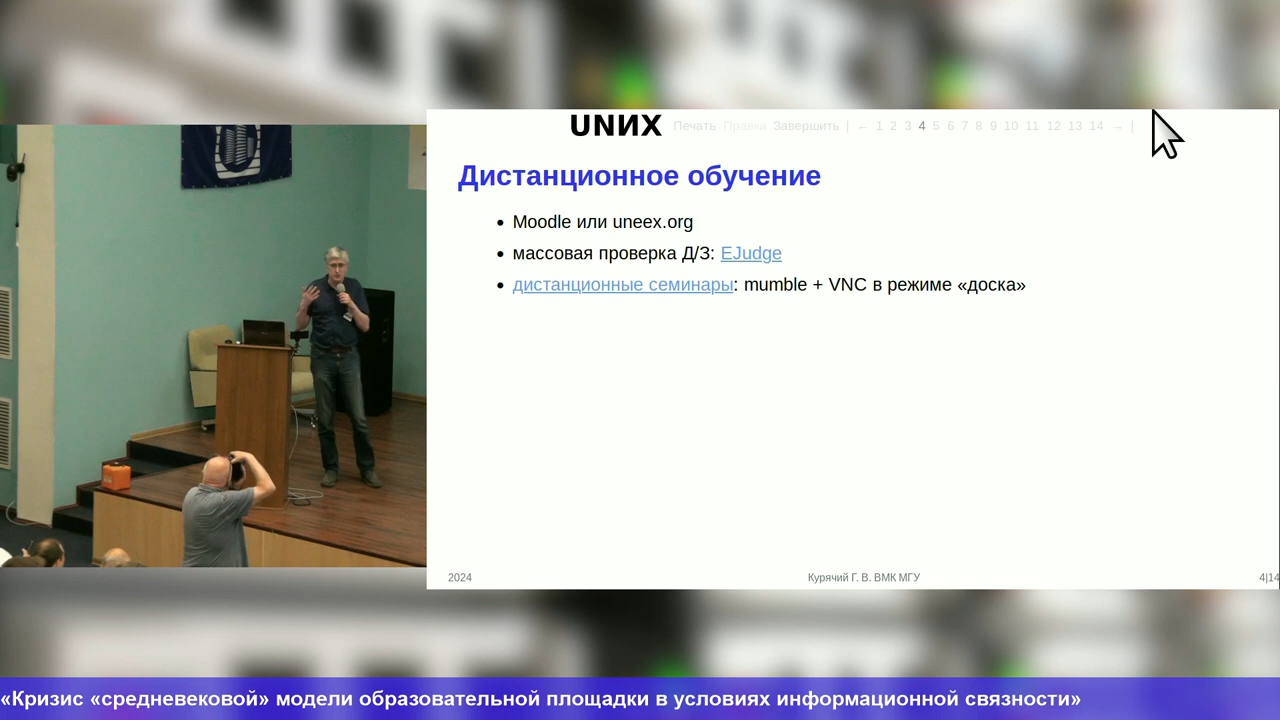 UNИX Печать Правка Завершить | ← 1 2 3 4 5 6 7 8 9 10 11 12 13 14 → |
Дистанционное обучение
Moodle или uneex.org
массовая проверка Д/З: EJudge
дистанционные семинары: mumble + VNC в режиме «доска»
2024 Курячий Г. В. ВМК МГУ 4|14
«Кризис «средневековой» модели образовательной площадки в условиях информационной связности»